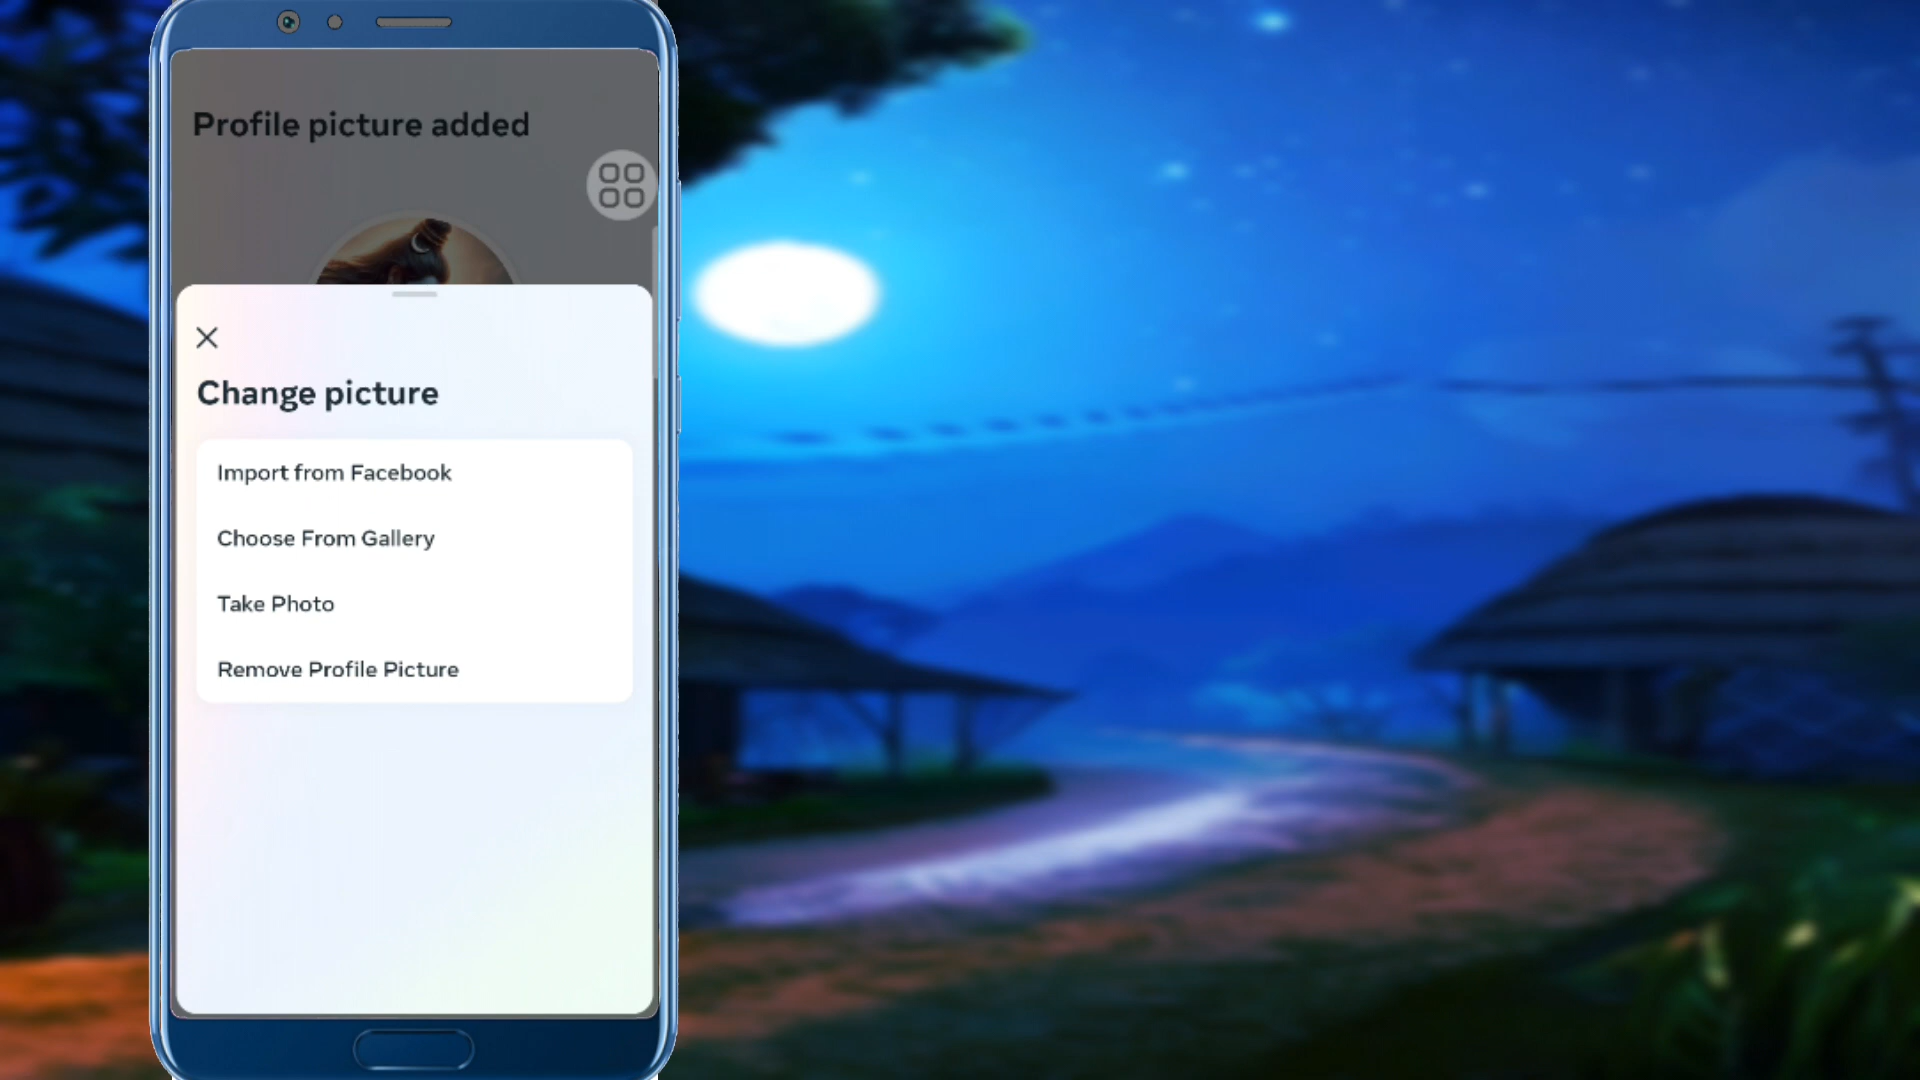 Profile picture added
Change picture
Import from Facebook
Choose From Gallery
Take Photo
Remove Profile Picture